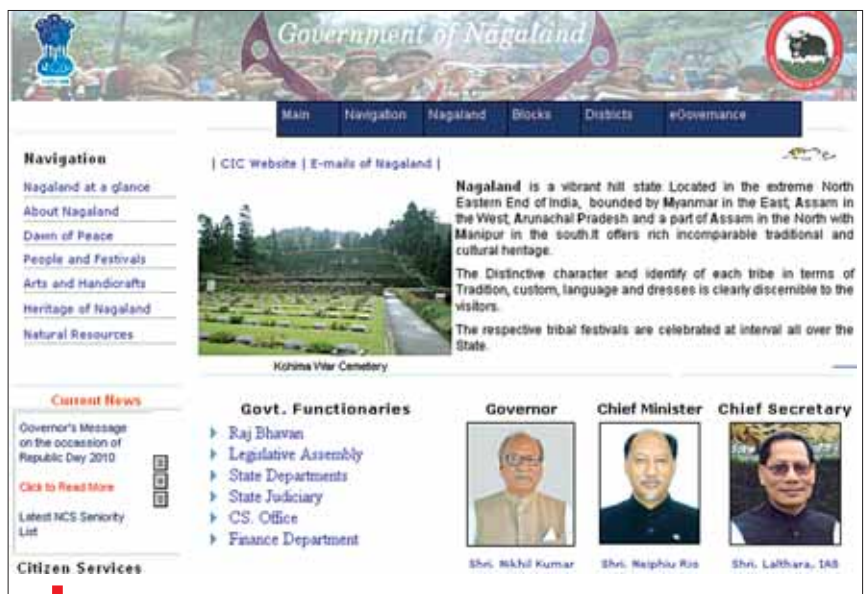 Government of Nagaland
Main Navigation Nagaland Blocks Districts eGovernance
Navigation
Nagaland at a glance
About Nagaland
Dawn of Peace
People and Festivals
Arts and Handicrafts
Heritage of Nagaland
Natural Resources
| CIC Website | E-mails of Nagaland |
Kohima War Cemetery
Nagaland is a vibrant hill state Located in the extreme North
Eastern End of India, bounded by Myanmar in the East, Assam in
the West, Arunachal Pradesh and a part of Assam in the North with
Manipur in the south.It offers rich incomparable traditional and
cultural heritage.
The Distinctive character and identify of each tribe in terms of
Tradition, custom, language and dresses is clearly discernible to the
visitors.
The respective tribal festivals are celebrated at interval all over the
State.
Current News
Governor's Message
on the occession of
Republic Day 2010
Click to Read More
Latest NCS Seniority
List
Citizen Services
Govt. Functionaries
Raj Bhavan
Legislative Assembly
State Departments
State Judiciary
CS. Office
Finance Department
Governor
Shri. Nikhil Kumar
Chief Minister
Shri. Neiphiu Rio
Chief Secretary
Shri. Lalthara, IAS